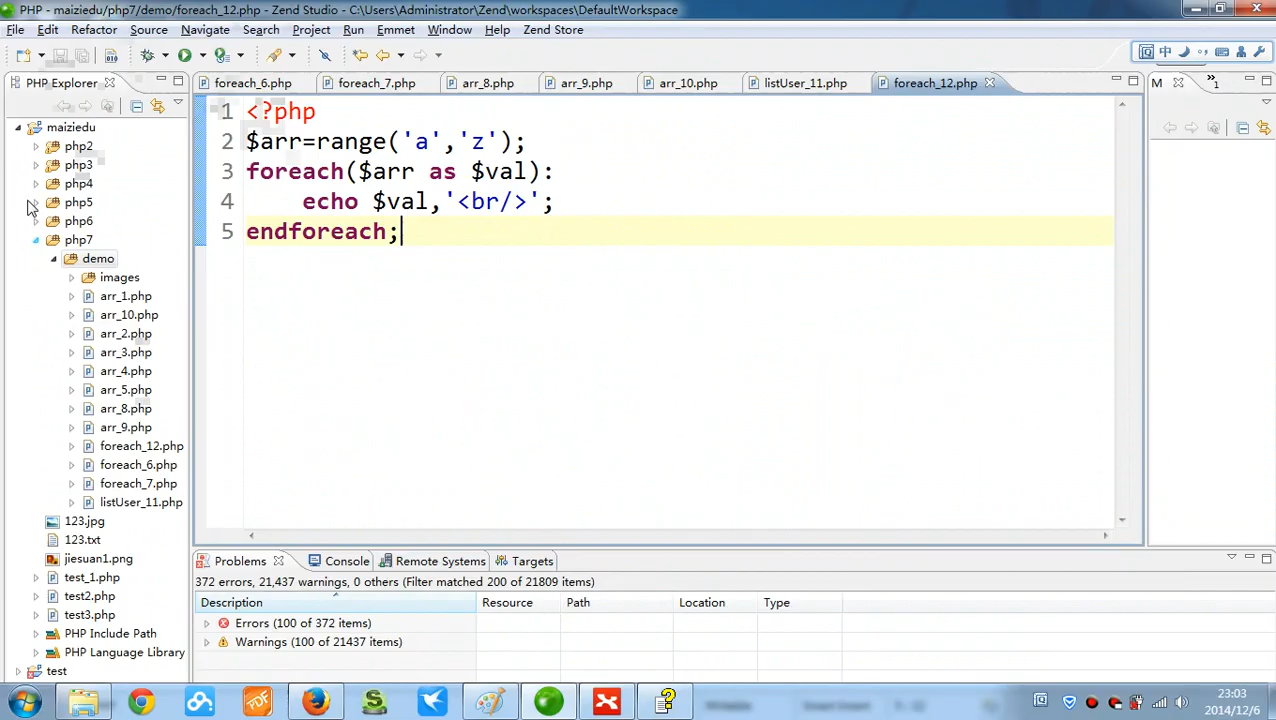 PHP - maiziedu/php7/demo/foreach_12.php - Zend Studio - C:\Users\Administrator\Zend\workspaces\DefaultWorkspace
File Edit Refactor Source Navigate Search Project Run Emmet Window Help Zend Store
中
PHP Explorer
foreach_6.php foreach_7.php arr_8.php arr_9.php arr_10.php listUser_11.php foreach_12.php
M
1
maiziedu
php2
php3
php4
php5
php6
php7
demo
images
arr_1.php
arr_10.php
arr_2.php
arr_3.php
arr_4.php
arr_5.php
arr_8.php
arr_9.php
foreach_12.php
foreach_6.php
foreach_7.php
listUser_11.php
123.jpg
123.txt
jiesuan1.png
test_1.php
test2.php
test3.php
PHP Include Path
PHP Language Library
test
1 <?php
2 $arr=range('a','z');
3 foreach($arr as $val):
4 echo $val,'<br/>';
5 endforeach;
Problems Console Remote Systems Targets
372 errors, 21,437 warnings, 0 others (Filter matched 200 of 21809 items)
Description Resource Path Location Type
Errors (100 of 372 items)
Warnings (100 of 21437 items)
PDF
23:03
2014/12/6